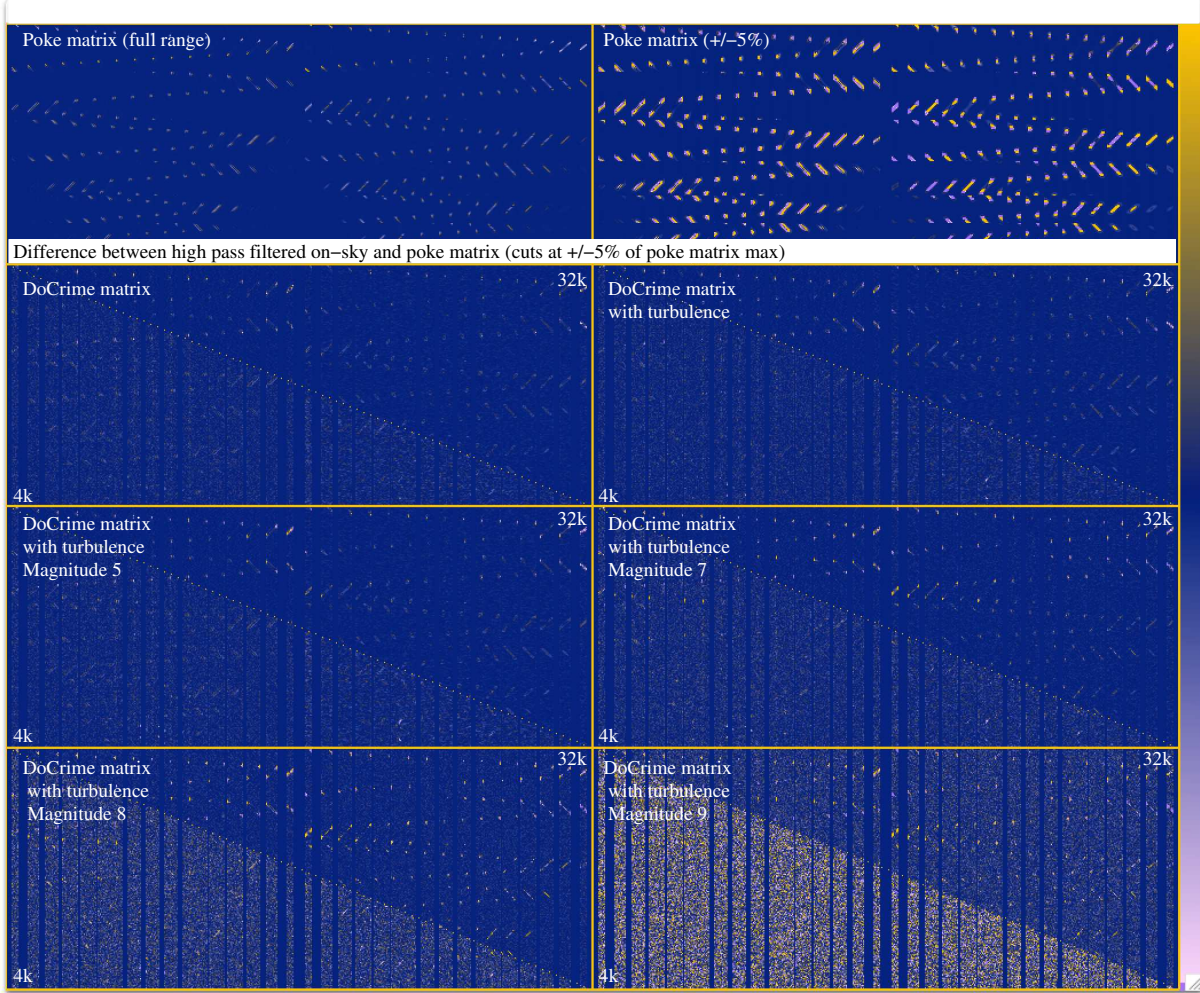 Poke matrix (full range)
Poke matrix (+/−5%)
Difference between high pass filtered on−sky and poke matrix (cuts at +/−5% of poke matrix max)
DoCrime matrix
32k
4k
DoCrime matrix
with turbulence
32k
4k
DoCrime matrix
with turbulence
Magnitude 5
32k
4k
DoCrime matrix
with turbulence
Magnitude 7
32k
4k
DoCrime matrix
with turbulence
Magnitude 8
32k
4k
DoCrime matrix
with turbulence
Magnitude 9
32k
4k